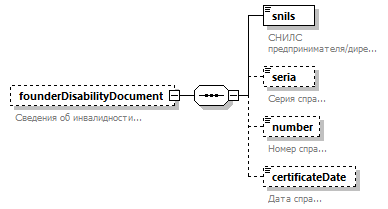 snils
СНИЛС
предпринимателя/дире...
seria
Серия спра...
founderDisabilityDocument
Сведения об инвалидности...
number
Номер спра...
certificateDate
Дата спра...